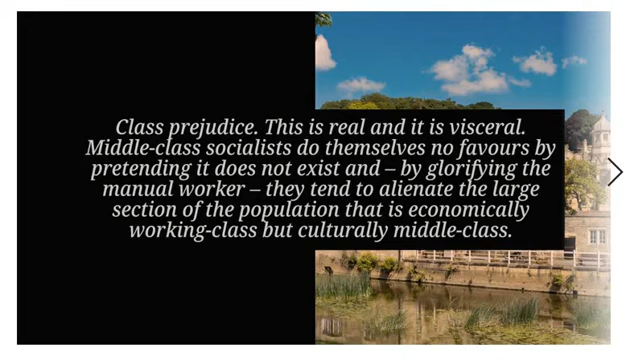 Class prejudice. This is real and it is visceral.
Middle-class socialists do themselves no favours by
pretending it does not exist and – by glorifying the
manual worker – they tend to alienate the large
section of the population that is economically
working-class but culturally middle-class.